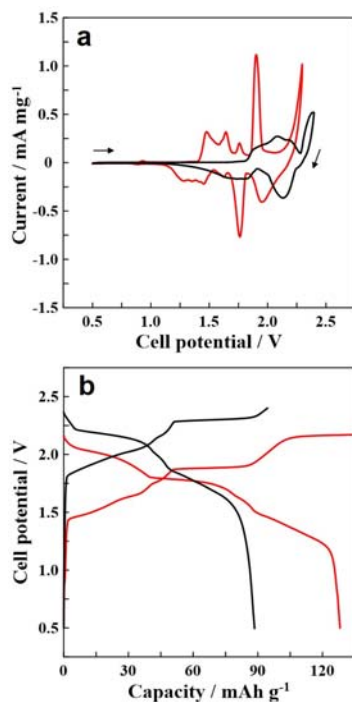 a
1.5
1.0
0.5
0
-0.5
-1.0
-1.5
Current / mA mg-1
0.5 1.0 1.5 2.0 2.5
Cell potential / V
b
2.5
2.0
1.5
1.0
0.5
Cell potential / V
0 30 60 90 120
Capacity / mAh g-1